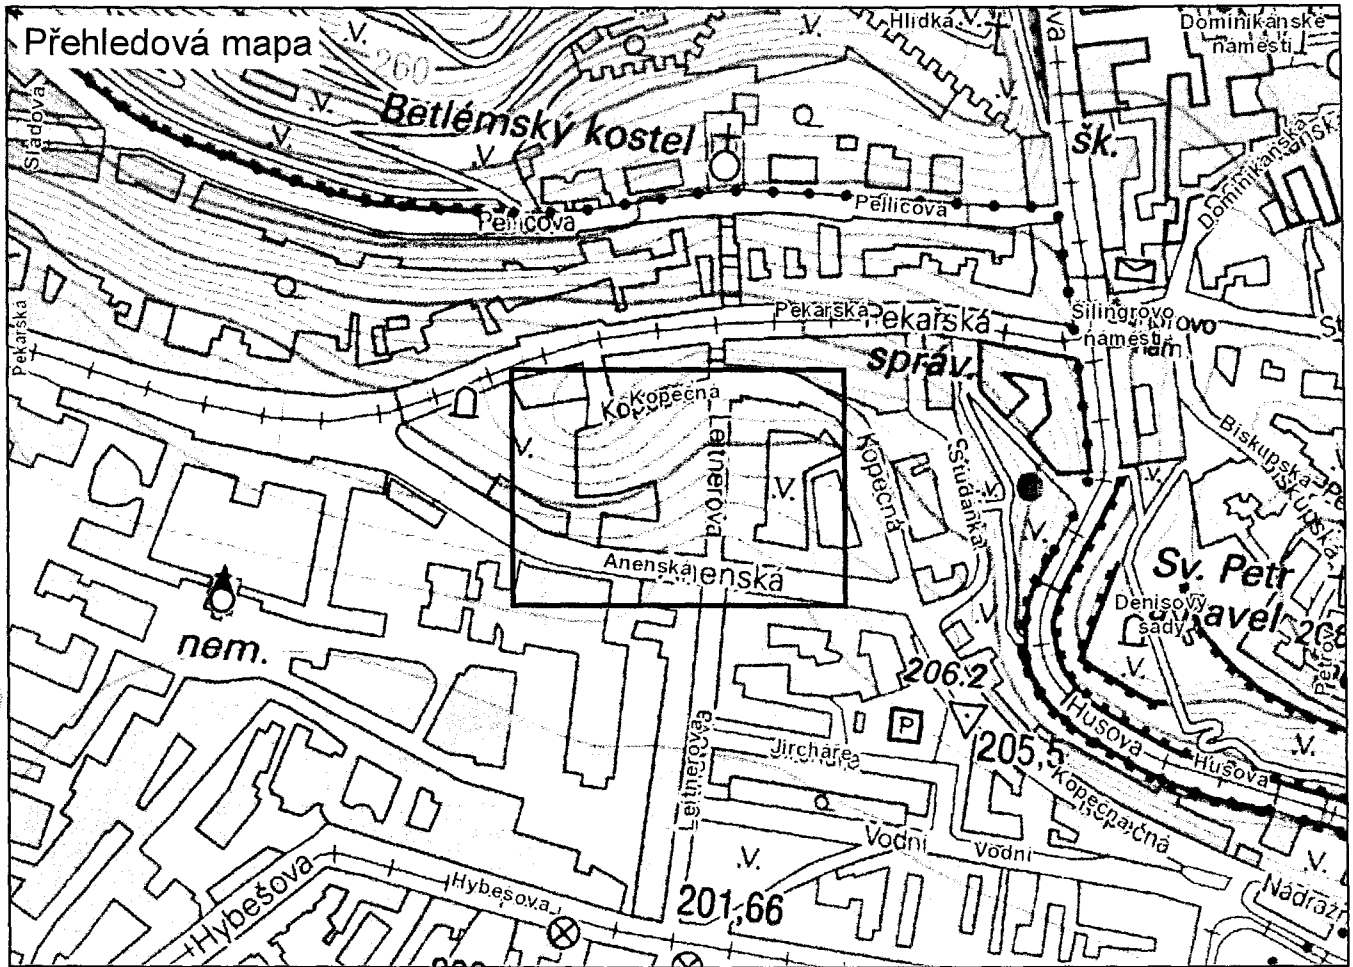 Přehledová mapa
.V.
Hlídka
.V.
Dominikánské
náměstí
260
.V.
Betlémský kostel
šk.
.V.
.V.
Sladova
.V.
Dominikánská
Pellicova
Pellicova
Pekařská
Pekařská
Pekařská
Šilingrovo
náměstí
správ.
Kopečná
.V.
Leitnerova
Kopečná
Studánka
Biskupská
.V.
.V.
.V.
.V.
Anenská
Anenská
Sv. Petr
Pavel
Denisovy
sady
.V.
nem.
206.2
P
205,5
Husova
Husova
.V.
Jircháře
Leitnerova
Kopečná
Vodní
Vodní
.V.
.V.
Hybešova
Hybešova
201,66
Nádražní